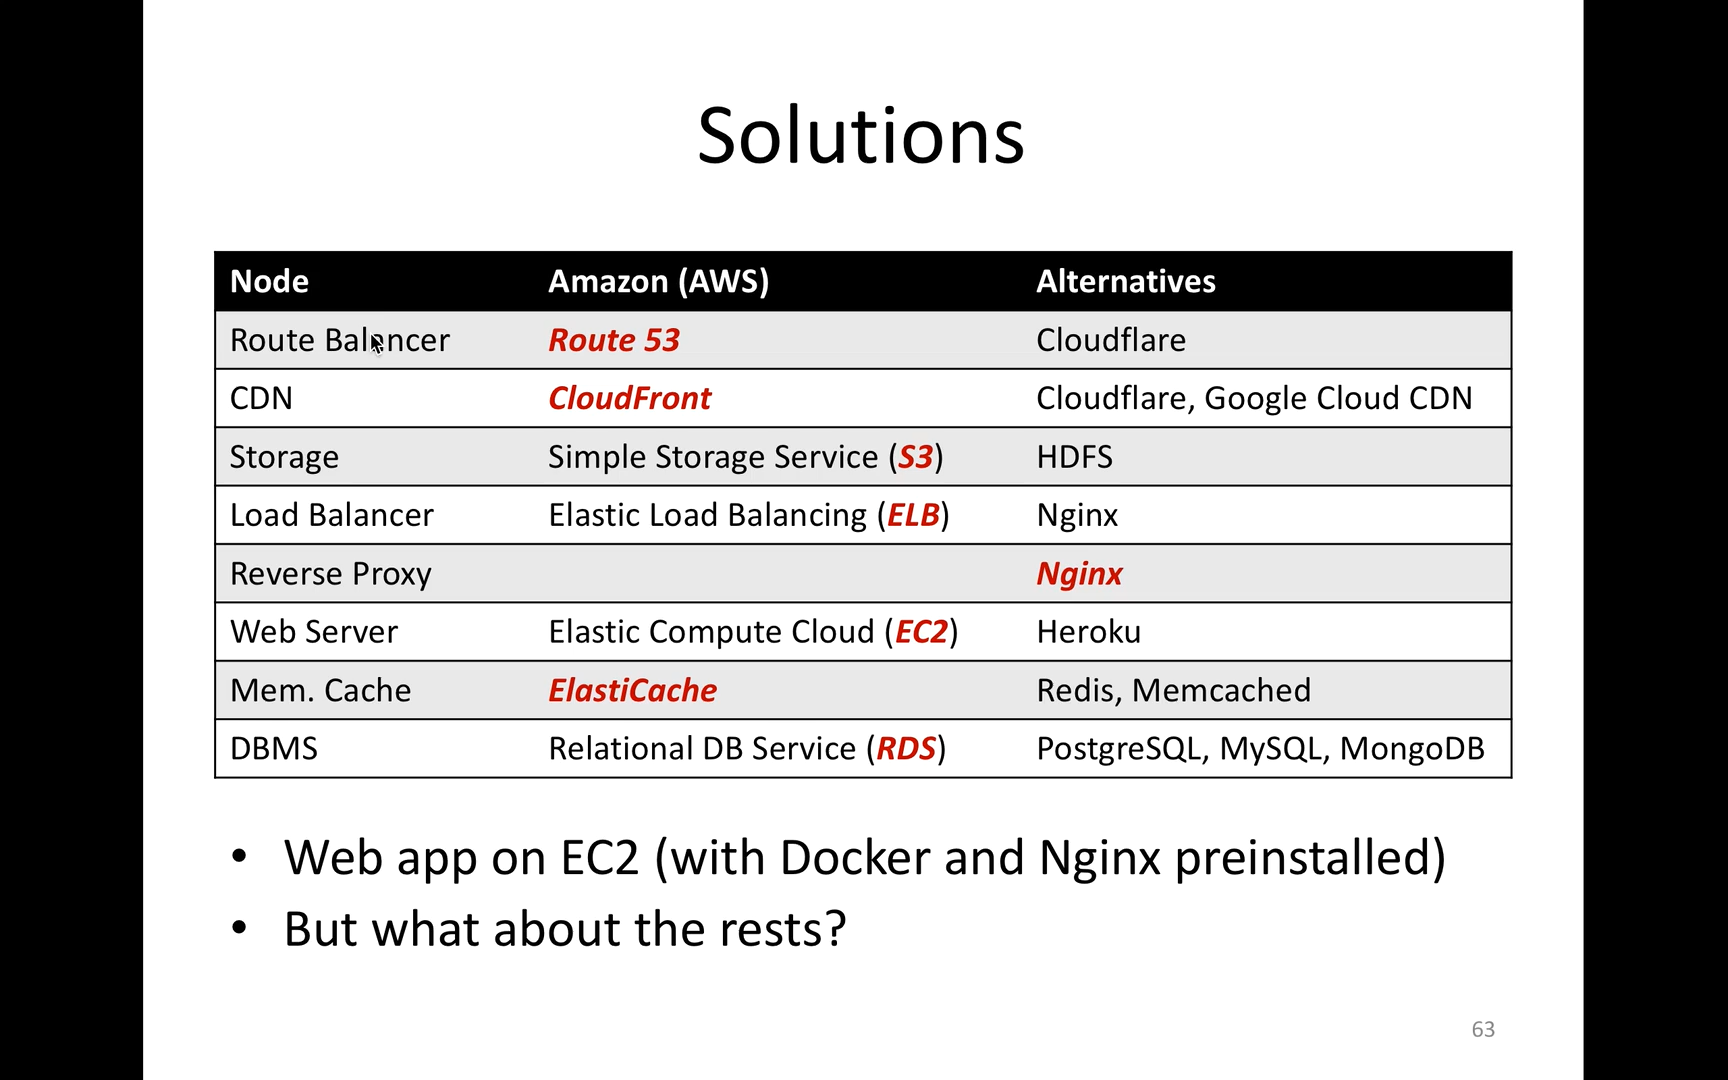 Solutions
Node Amazon (AWS) Alternatives
Route Balancer Route 53 Cloudflare
CDN CloudFront Cloudflare, Google Cloud CDN
Storage Simple Storage Service (S3) HDFS
Load Balancer Elastic Load Balancing (ELB) Nginx
Reverse Proxy Nginx
Web Server Elastic Compute Cloud (EC2) Heroku
Mem. Cache ElastiCache Redis, Memcached
DBMS Relational DB Service (RDS) PostgreSQL, MySQL, MongoDB
• Web app on EC2 (with Docker and Nginx preinstalled)
• But what about the rests?
63